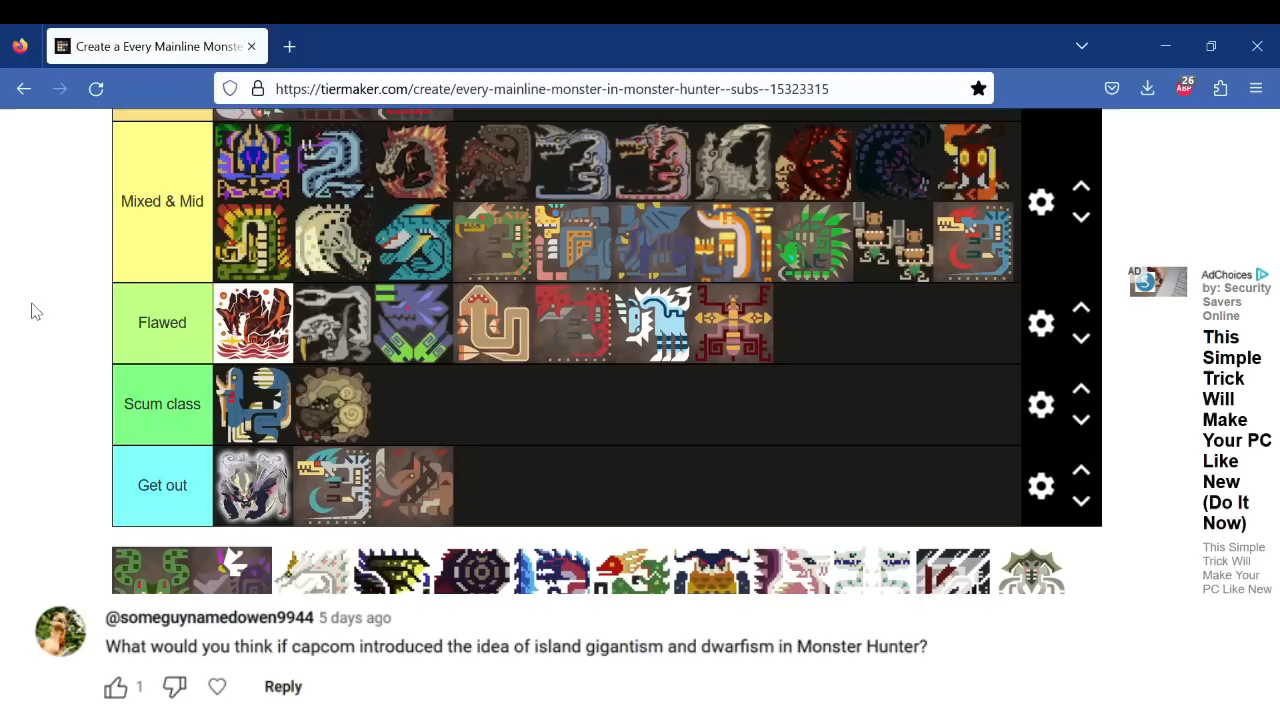 Create a Every Mainline Monste
https://tiermaker.com/create/every-mainline-monster-in-monster-hunter--subs--15323315
26
ABP
Mixed & Mid
Flawed
Scum class
Get out
AD
AdChoices
by: Security
Savers
Online
This
Simple
Trick
Will
Make
Your PC
Like
New
(Do It
Now)
This Simple
Trick Will
Make Your
PC Like New
@someguynamedowen9944 5 days ago
What would you think if capcom introduced the idea of island gigantism and dwarfism in Monster Hunter?
1
Reply